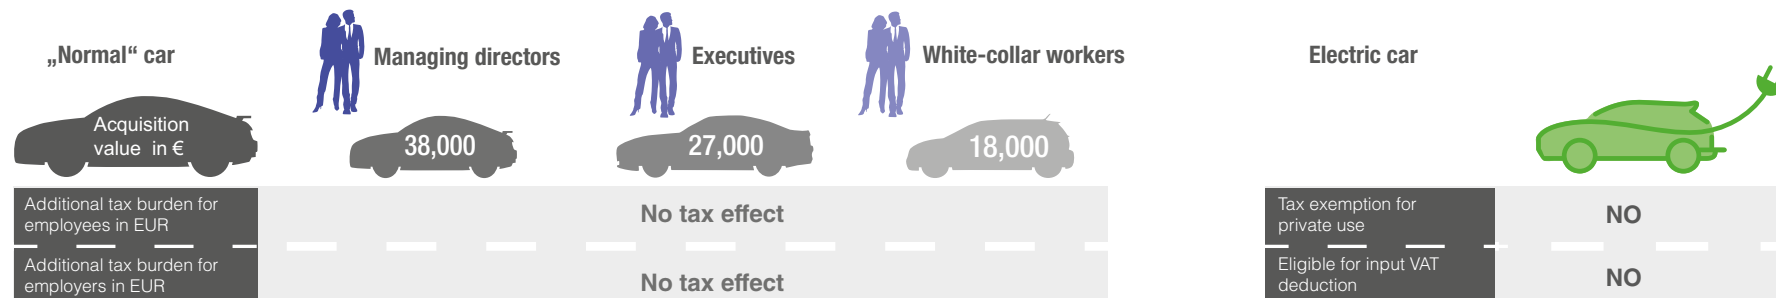 „Normal“ car
Managing directors
Executives
White-collar workers
Acquisition
value in €
38,000
27,000
18,000
Additional tax burden for
employees in EUR
No tax effect
Additional tax burden for
employers in EUR
No tax effect
Electric car
Tax exemption for
private use
NO
Eligible for input VAT
deduction
NO